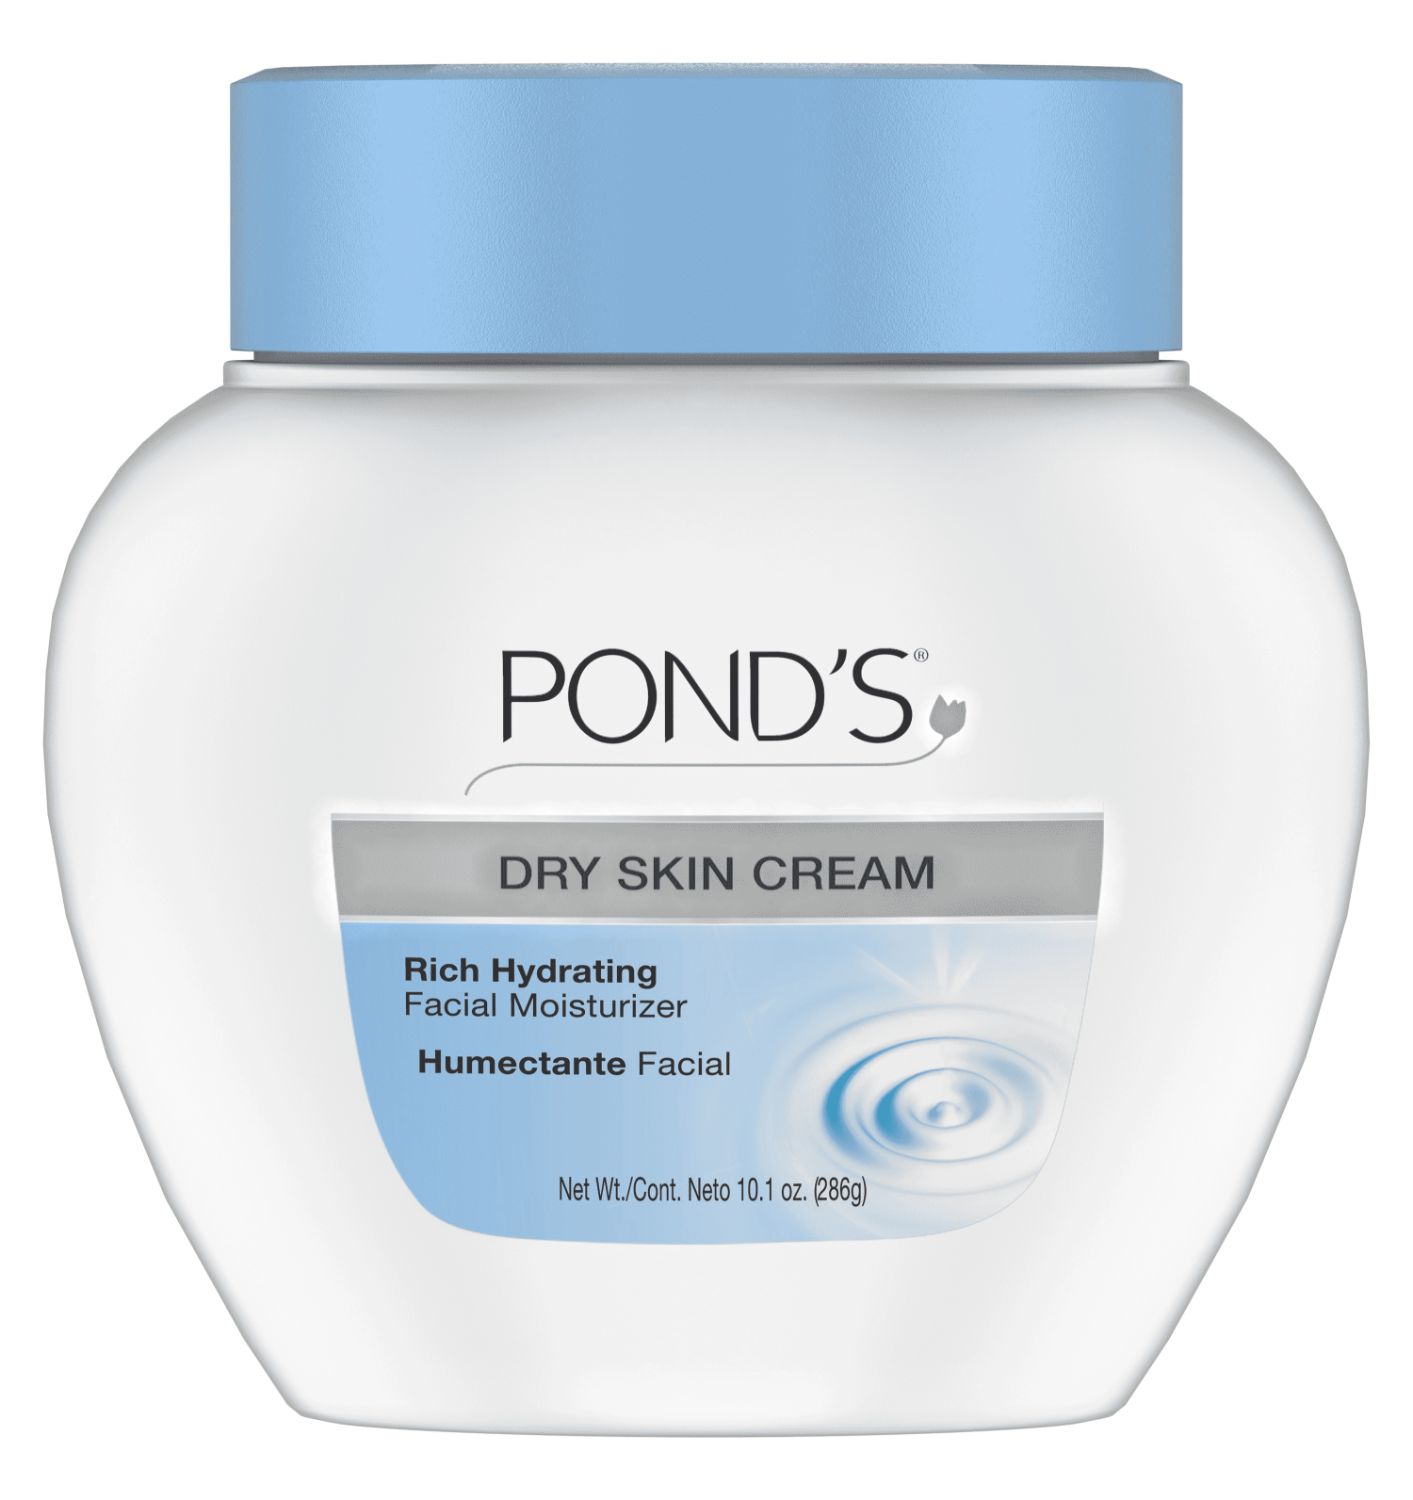 POND'S®
DRY SKIN CREAM
Rich Hydrating
Facial Moisturizer
Humectante Facial
Net Wt./Cont. Neto 10.1 oz. (286g)